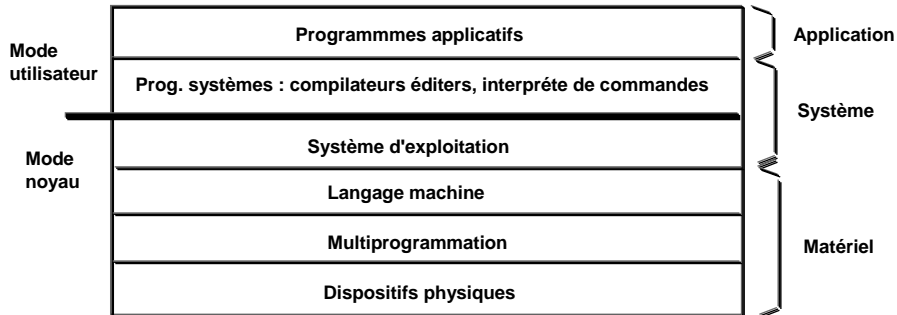 Programmmes applicatifs
Application
Mode
utilisateur
Prog. systèmes : compilateurs éditers, interpréte de commandes
Système
Mode
noyau
Système d'exploitation
Langage machine
Multiprogrammation
Matériel
Dispositifs physiques